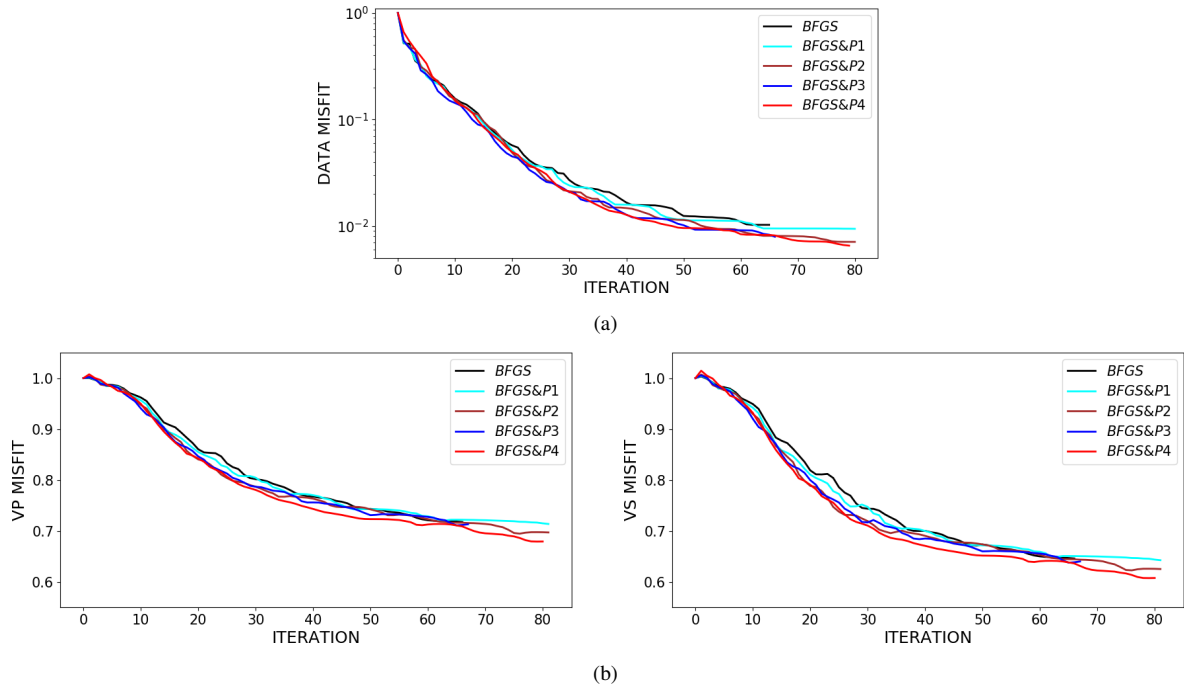 10⁰
10⁻¹
10⁻²
DATA MISFIT
0 10 20 30 40 50 60 70 80
ITERATION
BFGS
BFGS&P1
BFGS&P2
BFGS&P3
BFGS&P4
(a)
1.0
0.9
0.8
0.7
0.6
VP MISFIT
0 10 20 30 40 50 60 70 80
ITERATION
BFGS
BFGS&P1
BFGS&P2
BFGS&P3
BFGS&P4
1.0
0.9
0.8
0.7
0.6
VS MISFIT
0 10 20 30 40 50 60 70 80
ITERATION
BFGS
BFGS&P1
BFGS&P2
BFGS&P3
BFGS&P4
(b)